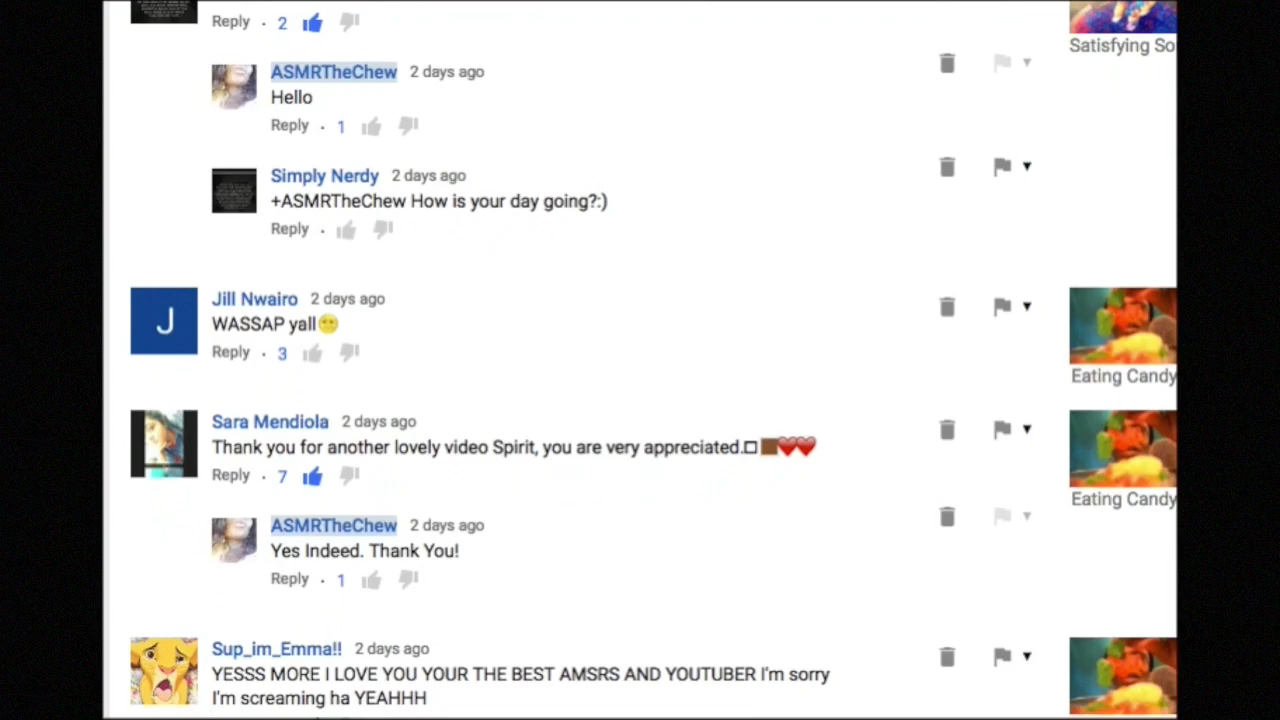 Reply · 2
Satisfying So
ASMRTheChew 2 days ago
Hello
Reply · 1
Simply Nerdy 2 days ago
+ASMRTheChew How is your day going?:)
Reply ·
J
Jill Nwairo 2 days ago
WASSAP yall😶
Reply · 3
Eating Candy
Sara Mendiola 2 days ago
Thank you for another lovely video Spirit, you are very appreciated.□🏾❤❤
Reply · 7
Eating Candy
ASMRTheChew 2 days ago
Yes Indeed. Thank You!
Reply · 1
Sup_im_Emma!! 2 days ago
YESSS MORE I LOVE YOU YOUR THE BEST AMSRS AND YOUTUBER I'm sorry
I'm screaming ha YEAHHH